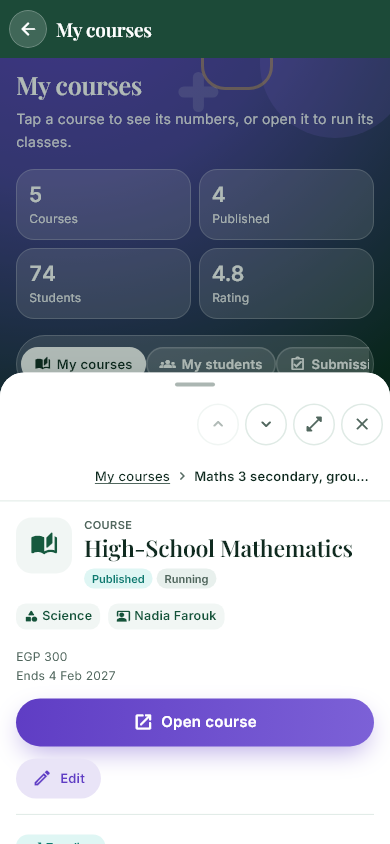 My courses
My courses
Tap a course to see its numbers, or open it to run its
classes.
5
Courses
4
Published
74
Students
4.8
Rating
My courses
My students
Submissi
My courses > Maths 3 secondary, grou...
COURSE
High-School Mathematics
Published
Running
Science
Nadia Farouk
EGP 300
Ends 4 Feb 2027
Open course
Edit